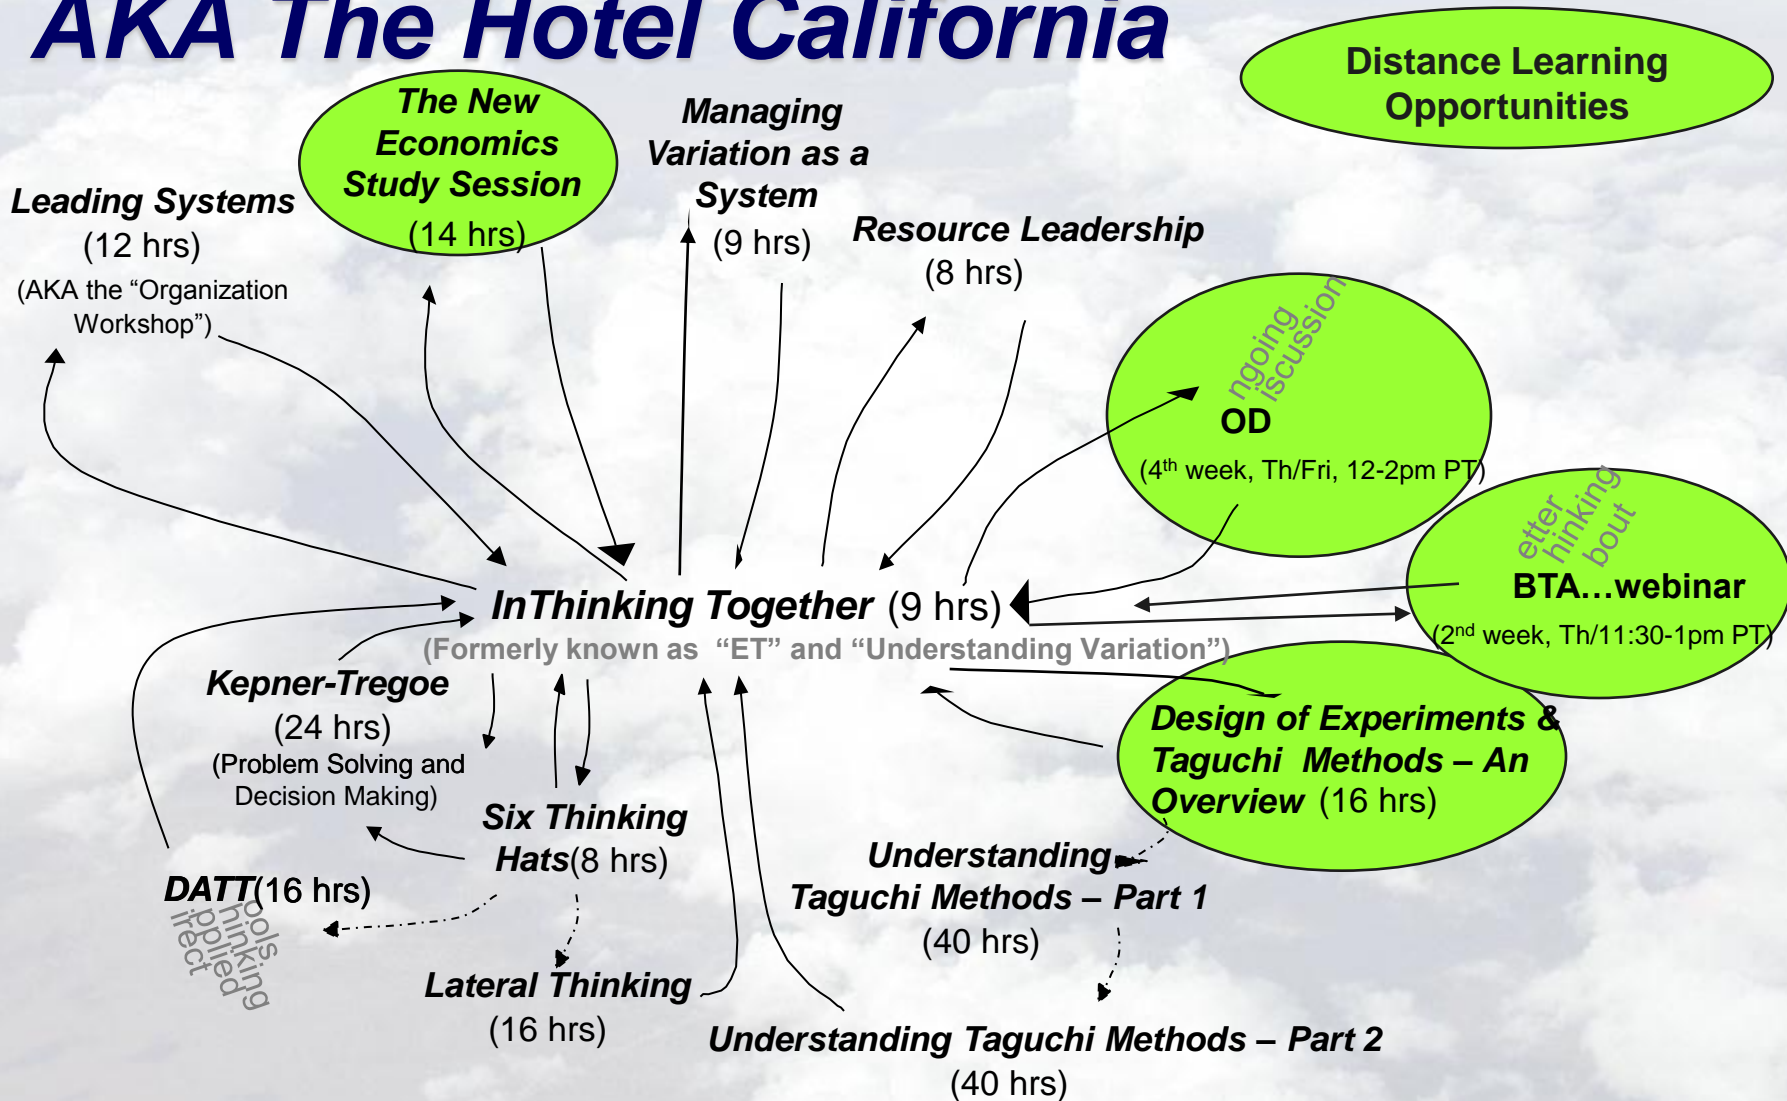 AKA The Hotel California
Distance Learning
Opportunities
The New
Economics
Study Session
(14 hrs)
Managing
Variation as a
System
(9 hrs)
Leading Systems
(12 hrs)
(AKA the “Organization
Workshop”)
Resource Leadership
(8 hrs)
ngoing
iscussion
OD
(4th week, Th/Fri, 12-2pm PT)
etter
hinking
bout
BTA…webinar
(2nd week, Th/11:30-1pm PT)
InThinking Together (9 hrs)
(Formerly known as “ET” and “Understanding Variation”)
Kepner-Tregoe
(24 hrs)
(Problem Solving and
Decision Making)
Design of Experiments &
Taguchi Methods – An
Overview (16 hrs)
Six Thinking
Hats(8 hrs)
DATT(16 hrs)
irect
pplied
hinking
ools
Understanding
Taguchi Methods – Part 1
(40 hrs)
Lateral Thinking
(16 hrs)
Understanding Taguchi Methods – Part 2
(40 hrs)